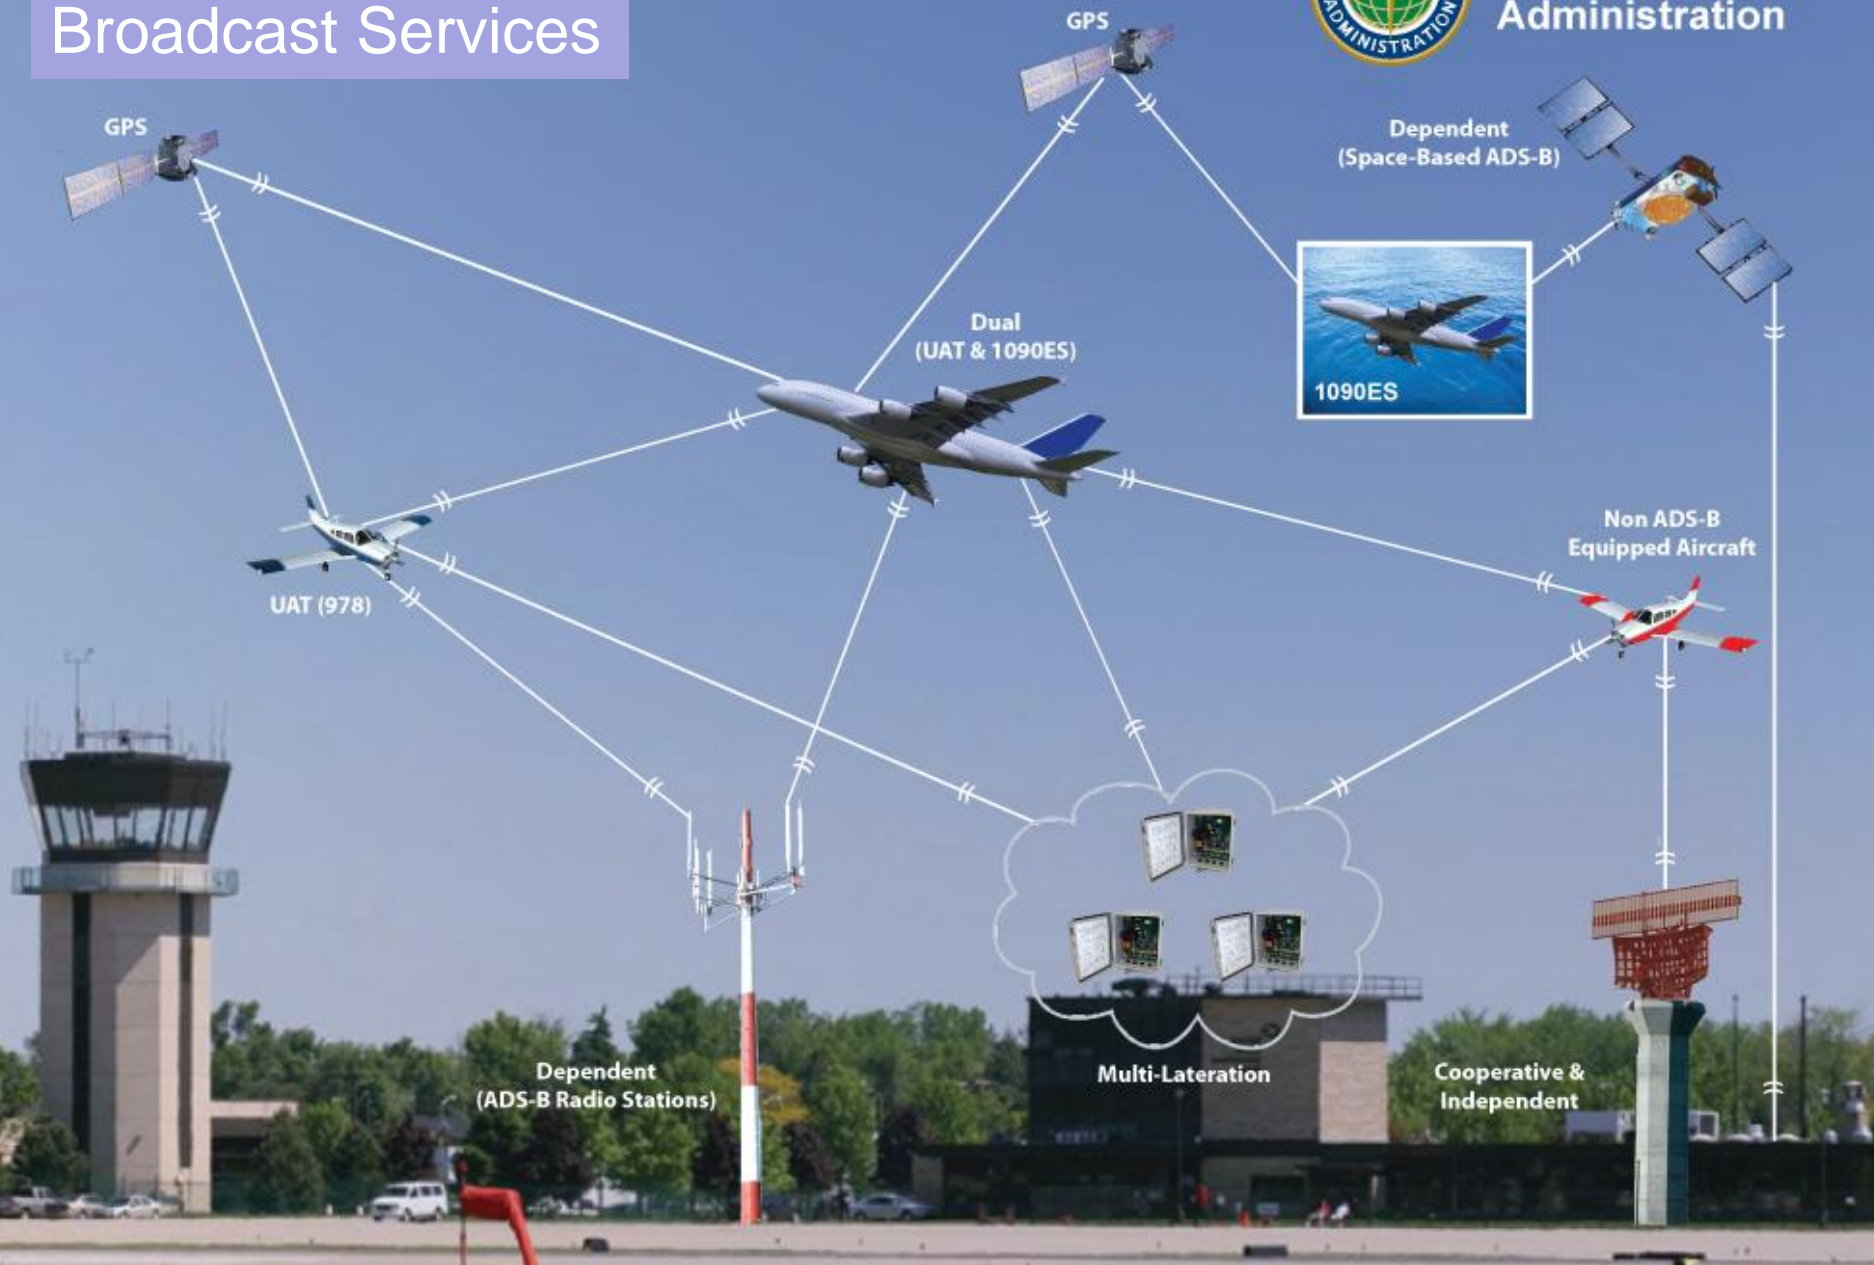 Broadcast Services
ADMINISTRATION
Administration
GPS
GPS
Dependent
(Space-Based ADS-B)
Dual
(UAT & 1090ES)
1090ES
Non ADS-B
Equipped Aircraft
UAT (978)
Dependent
(ADS-B Radio Stations)
Multi-Lateration
Cooperative &
Independent